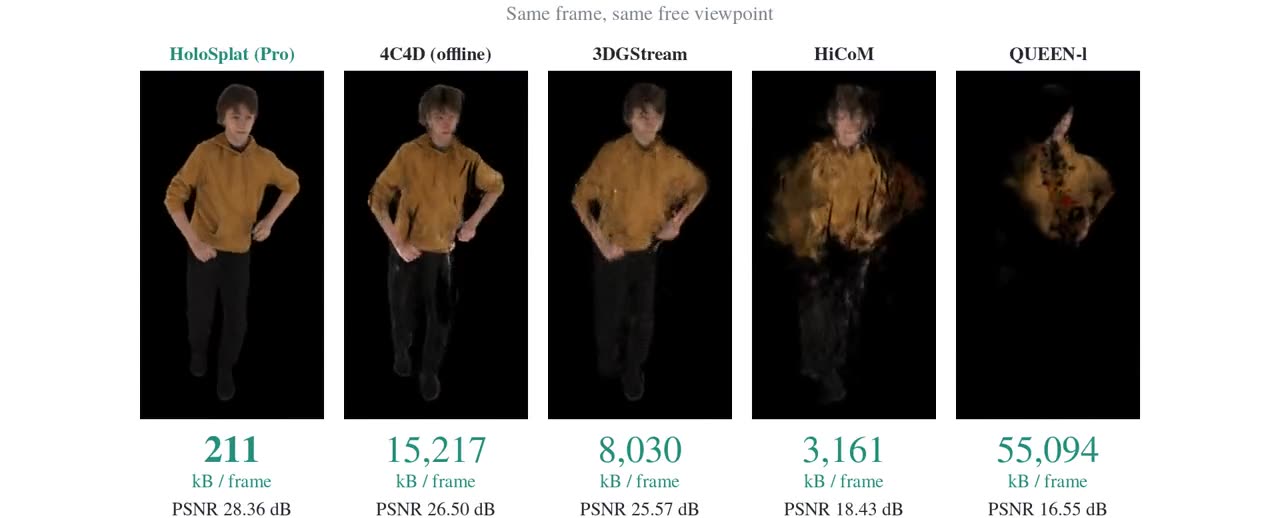 Same frame, same free viewpoint
HoloSplat (Pro) 4C4D (offline) 3DGStream HiCoM QUEEN-l
211 15,217 8,030 3,161 55,094
kB / frame kB / frame kB / frame kB / frame kB / frame
PSNR 28.36 dB PSNR 26.50 dB PSNR 25.57 dB PSNR 18.43 dB PSNR 16.55 dB